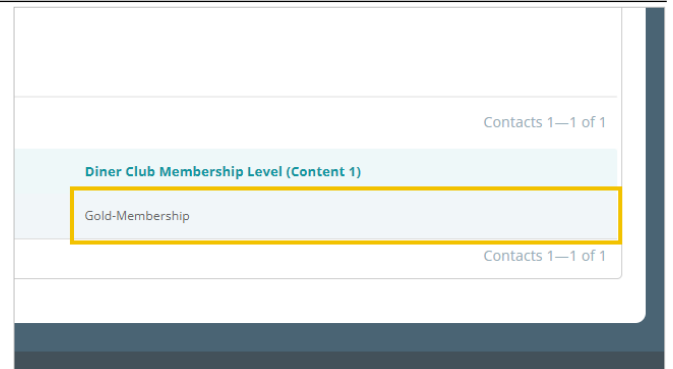 Contacts 1—1 of 1
Diner Club Membership Level (Content 1)
Gold-Membership
Contacts 1—1 of 1